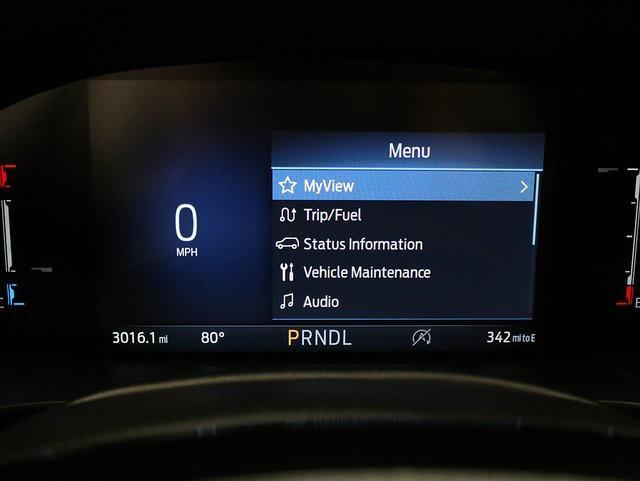 Menu
MyView
Trip/Fuel
Status Information
Vehicle Maintenance
Audio
0
MPH
3016.1 mi 80° PRNDL 342 mi to E
E